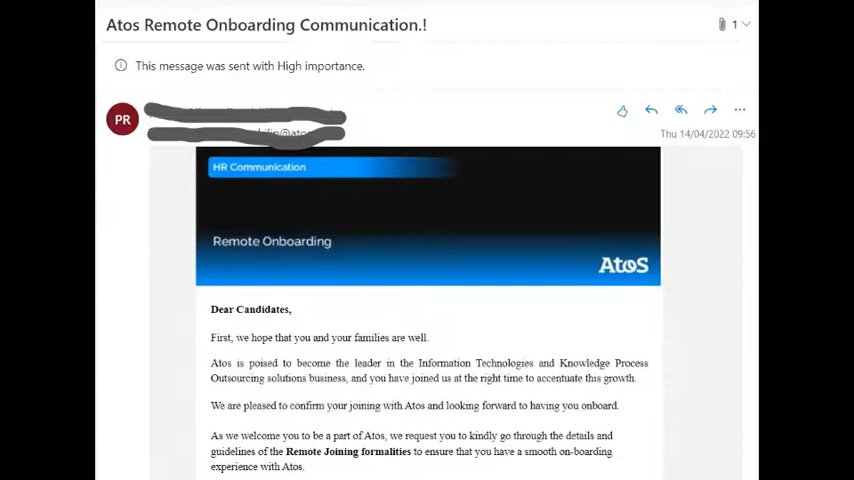 Atos Remote Onboarding Communication.!
1
This message was sent with High importance.
PR
Thu 14/04/2022 09:56
HR Communication
Remote Onboarding
Atos
Dear Candidates,
First, we hope that you and your families are well.
Atos is poised to become the leader in the Information Technologies and Knowledge Process
Outsourcing solutions business, and you have joined us at the right time to accentuate this growth.
We are pleased to confirm your joining with Atos and looking forward to having you onboard.
As we welcome you to be a part of Atos, we request you to kindly go through the details and
guidelines of the Remote Joining formalities to ensure that you have a smooth on-boarding
experience with Atos.